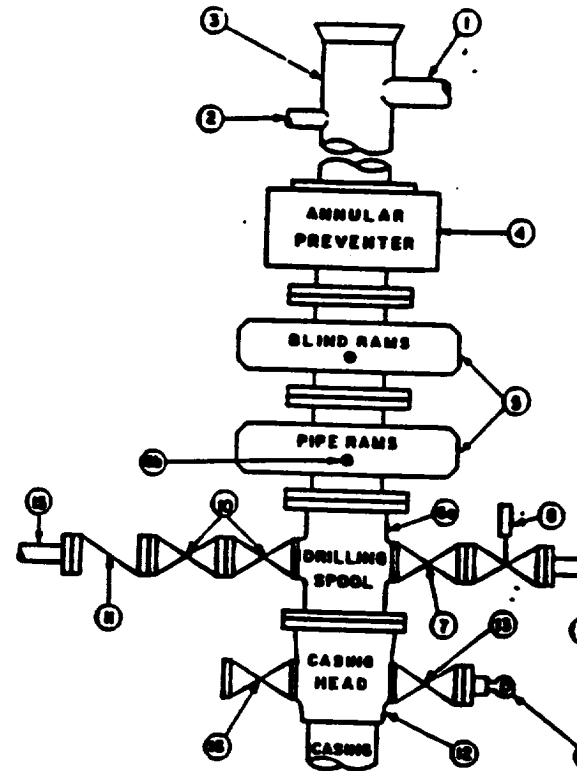 3
1
2
ANNULAR
PREVENTER
4
BLIND RAMS
5
PIPE RAMS
10
7
DRILLING
SPOOL
11
CASING
HEAD
12
CASING